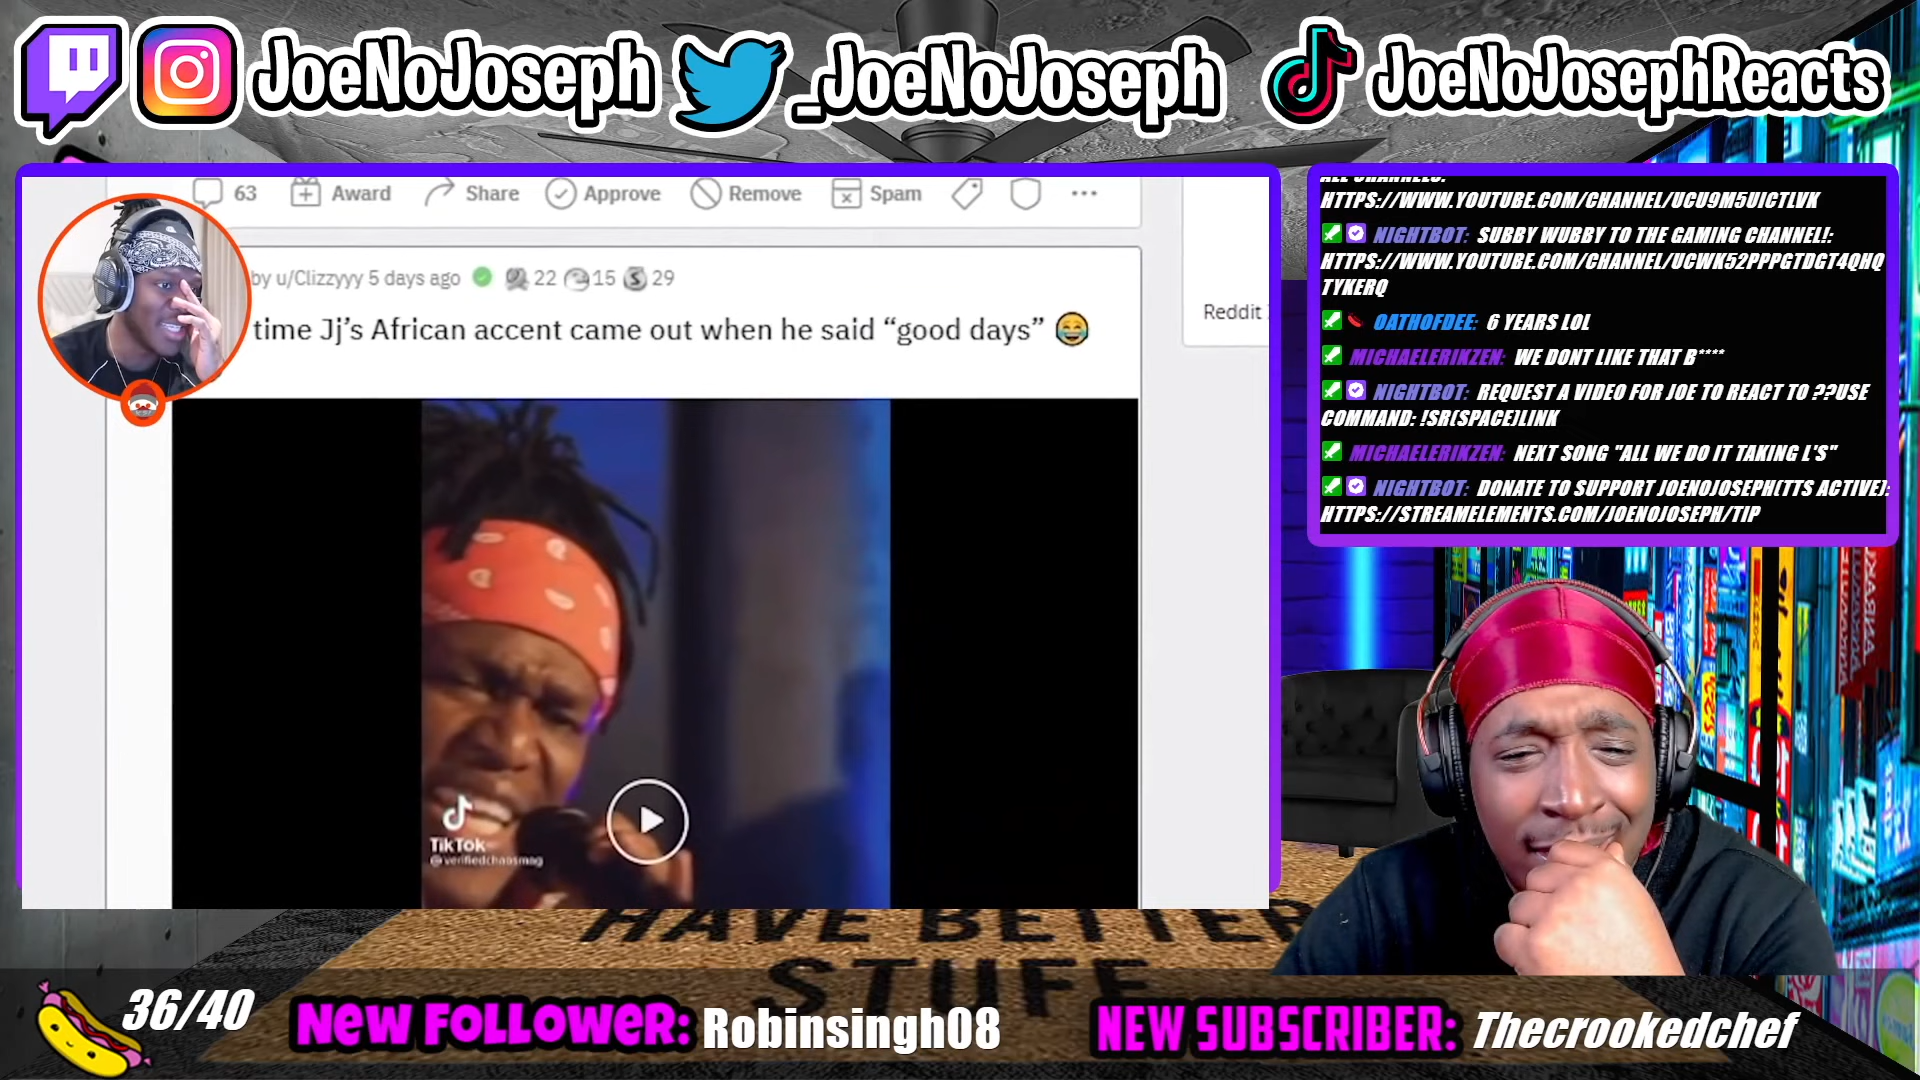 JoeNoJoseph
_JoeNoJoseph
JoeNoJosephReacts
63 Award Share Approve Remove Spam
by u/Clizzyyy 5 days ago 22 15 29
time Jj’s African accent came out when he said “good days” 😂
Reddit
TikTok
@verifiedchaosmag
ALL CHANNELS:
HTTPS://WWW.YOUTUBE.COM/CHANNEL/UCU9M5UICTLVK
NIGHTBOT: SUBBY WUBBY TO THE GAMING CHANNEL!:
HTTPS://WWW.YOUTUBE.COM/CHANNEL/UCWK52PPPGTDGT4QHQ
TYKERQ
OATHOFDEE: 6 YEARS LOL
MICHAELERIKZEN: WE DONT LIKE THAT B****
NIGHTBOT: REQUEST A VIDEO FOR JOE TO REACT TO ??USE
COMMAND: !SR(SPACE)LINK
MICHAELERIKZEN: NEXT SONG "ALL WE DO IT TAKING L'S"
NIGHTBOT: DONATE TO SUPPORT JOENOJOSEPH(TTS ACTIVE):
HTTPS://STREAMELEMENTS.COM/JOENOJOSEPH/TIP
HAVE BETTER
STUFF
36/40
NEW FOLLOWER: Robinsingh08
NEW SUBSCRIBER: Thecrookedchef